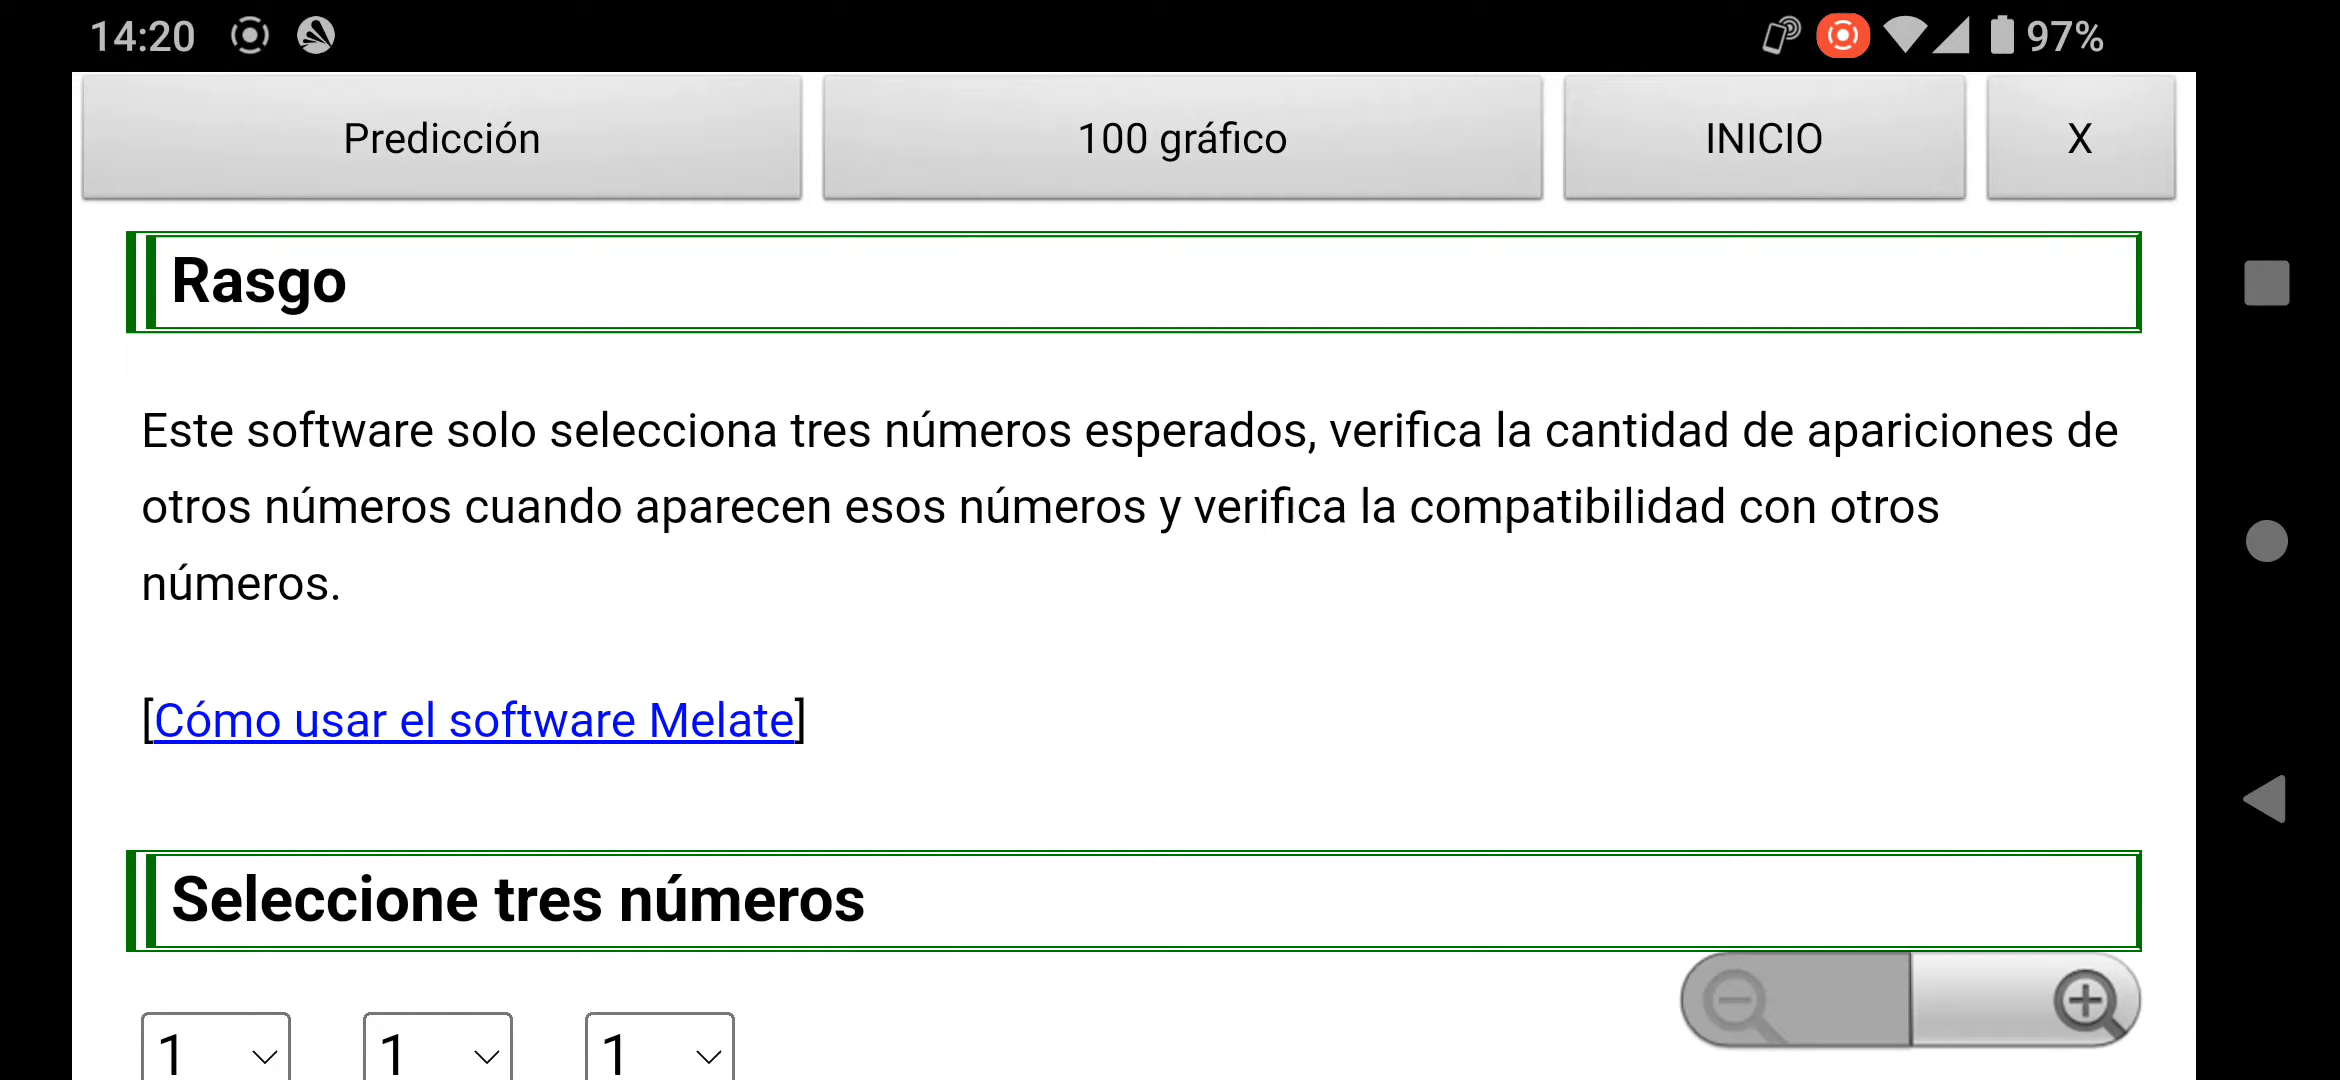 14:20
97%
Predicción
100 gráfico
INICIO
X
Rasgo
Este software solo selecciona tres números esperados, verifica la cantidad de apariciones de
otros números cuando aparecen esos números y verifica la compatibilidad con otros
números.
[Cómo usar el software Melate]
Seleccione tres números
1
1
1